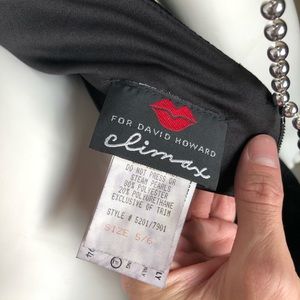 FOR DAVID HOWARD
climax
DO NOT PRESS OR
STEAM PEARLS
80% POLYESTER
20% POLYURETHANE
EXCLUSIVE OF TRIM
STYLE # 5201/7901
SIZE 5/6